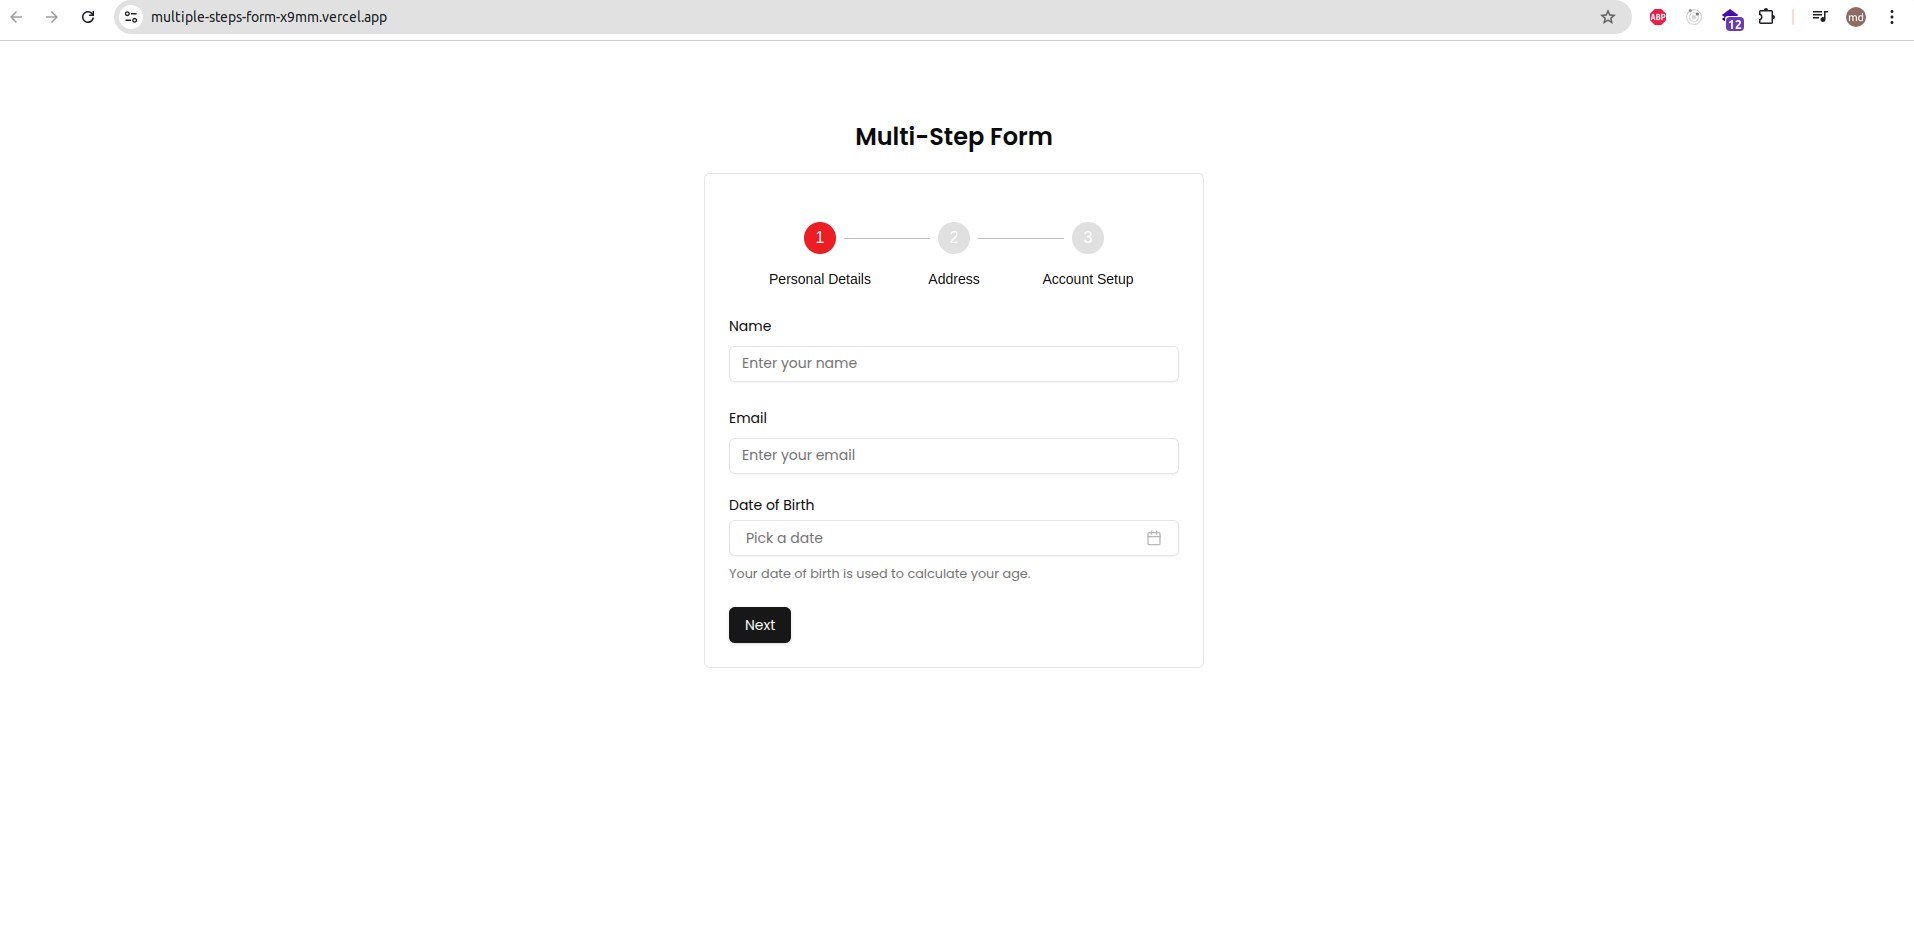 multiple-steps-form-x9mm.vercel.app
ABP
12
md
Multi-Step Form
1 2 3
Personal Details Address Account Setup
Name
Enter your name
Email
Enter your email
Date of Birth
Pick a date
Your date of birth is used to calculate your age.
Next